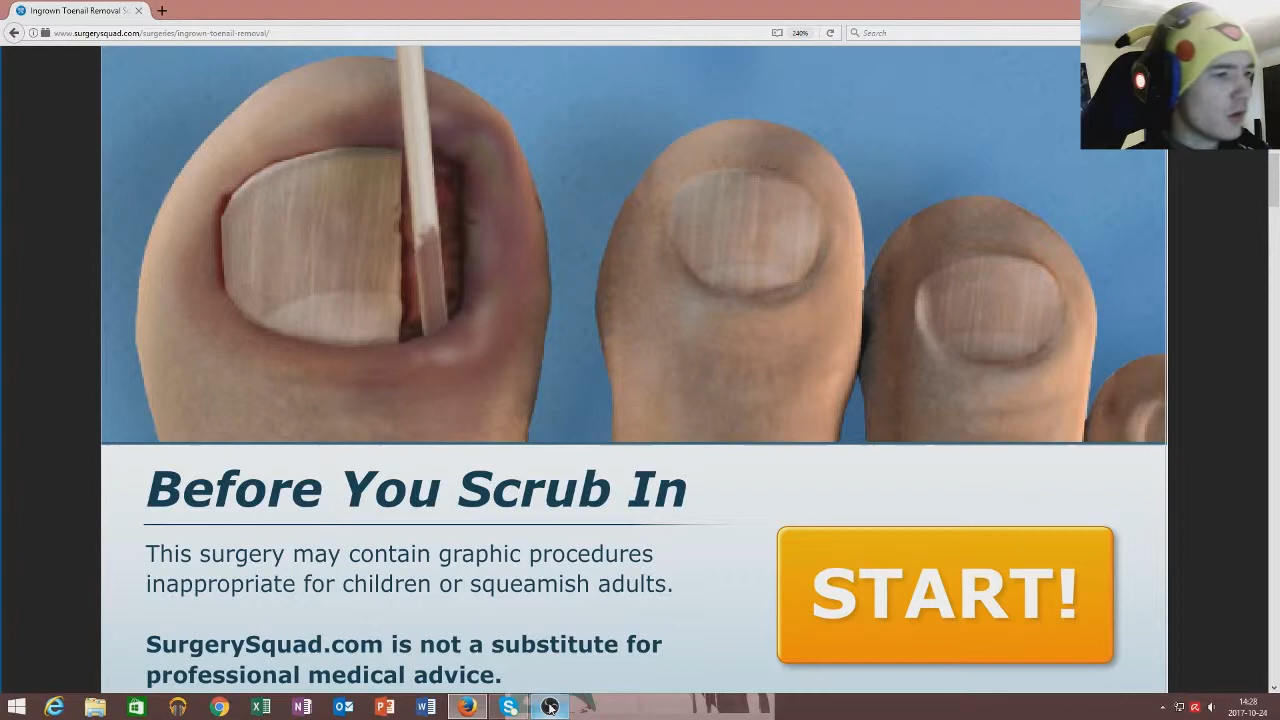 Ingrown Toenail Removal
www.surgerysquad.com/surgeries/ingrown-toenail-removal/
240%
Search
Before You Scrub In
This surgery may contain graphic procedures
inappropriate for children or squeamish adults.
START!
SurgerySquad.com is not a substitute for
professional medical advice.
14:28
2017-10-24